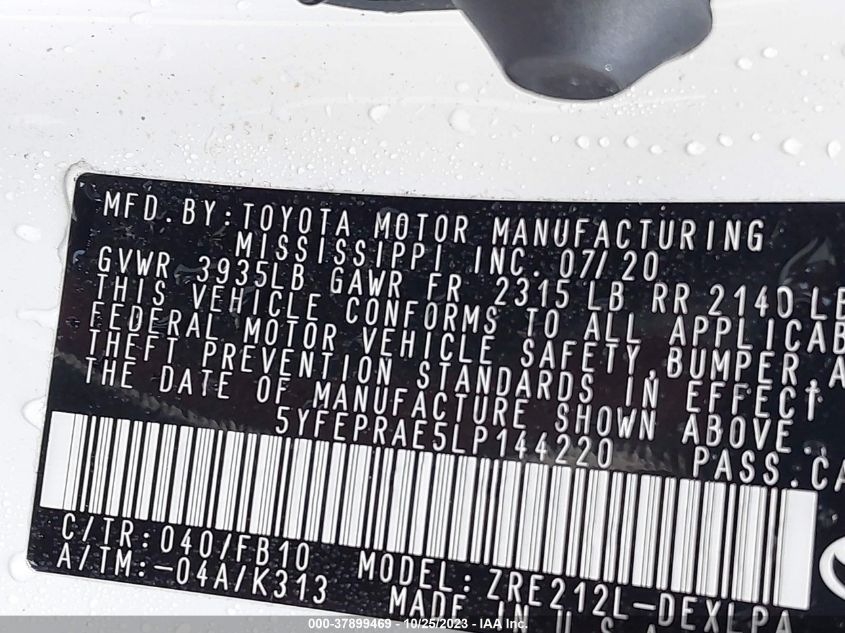 MFD.BY:TOYOTA MOTOR MANUFACTURING
MISSISSIPPI INC. 07/20
GVWR 3935LB GAWR FR 2315 LB RR 2140 LB
THIS VEHICLE CONFORMS TO ALL APPLICAB
FEDERAL MOTOR VEHICLE SAFETY,BUMPER,A
THEFT PREVENTION STANDARDS IN EFFECT
THE DATE OF MANUFACTURE SHOWN ABOVE.
5YFEPRAE5LP144220 PASS.CA
C/TR:040/FB10 MODEL:ZRE212L-DEXLPA
A/TM:-04A/K313 MADE IN U.S.A
000-37899469 - 10/25/2023 - IAA Inc.